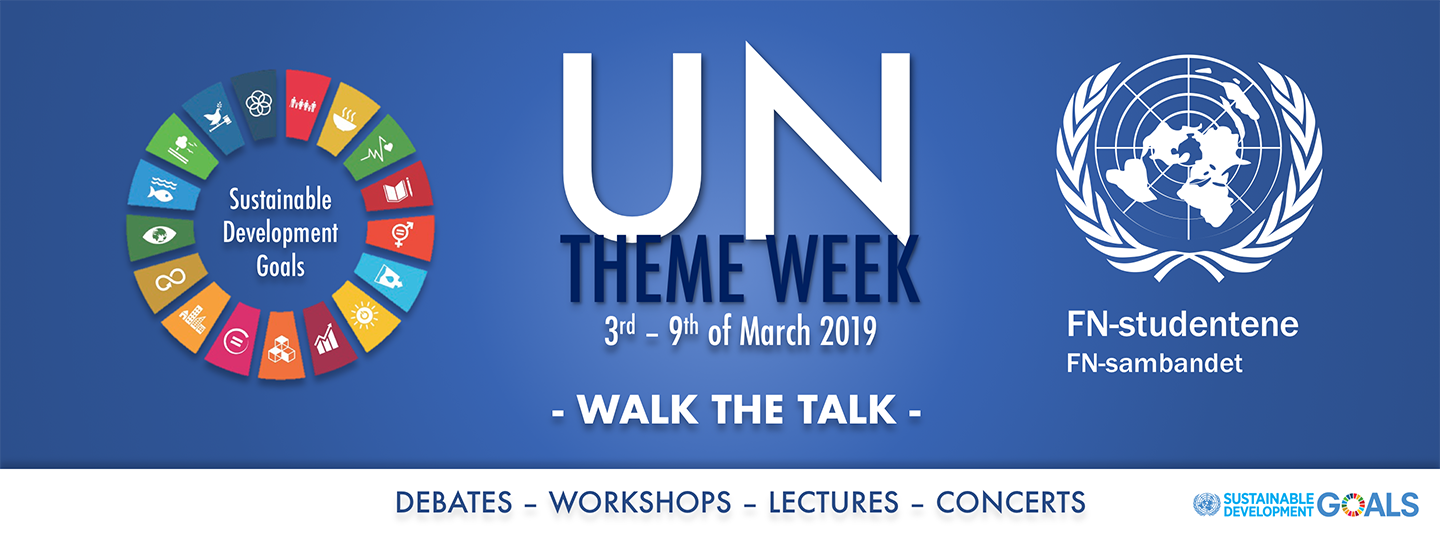 Sustainable
Development
Goals
UN
THEME WEEK
3rd – 9th of March 2019
- WALK THE TALK -
FN-studentene
FN-sambandet
DEBATES – WORKSHOPS – LECTURES – CONCERTS
SUSTAINABLE
DEVELOPMENT
GOALS